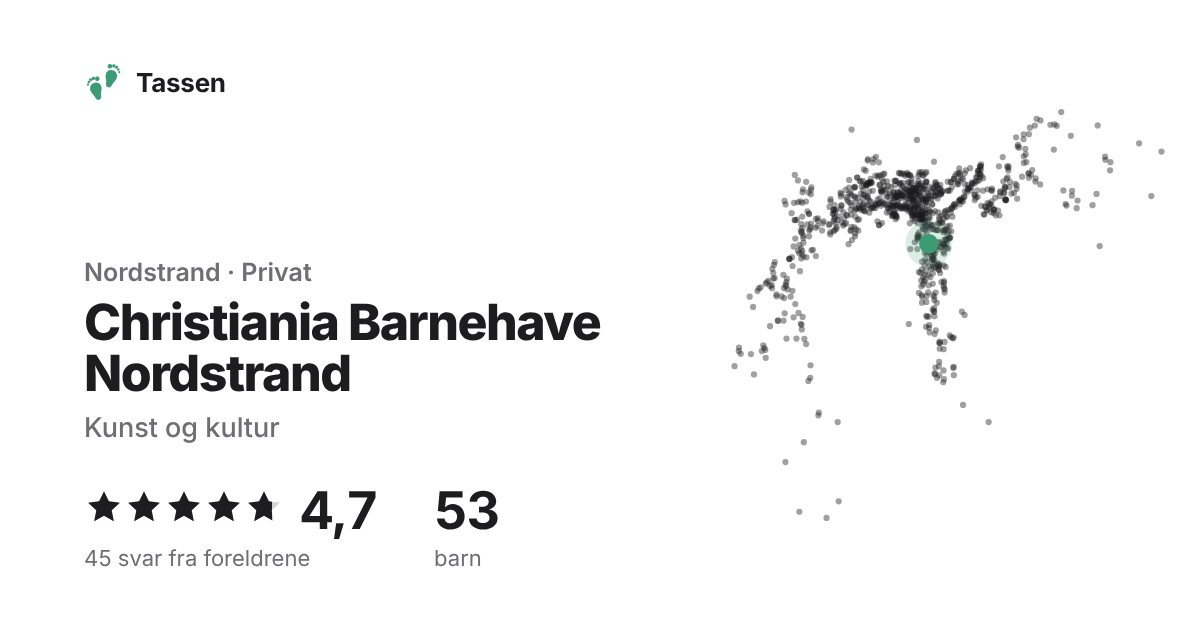 Tassen
Nordstrand · Privat
Christiania Barnehave
Nordstrand
Kunst og kultur
4,7
53
45 svar fra foreldrene
barn